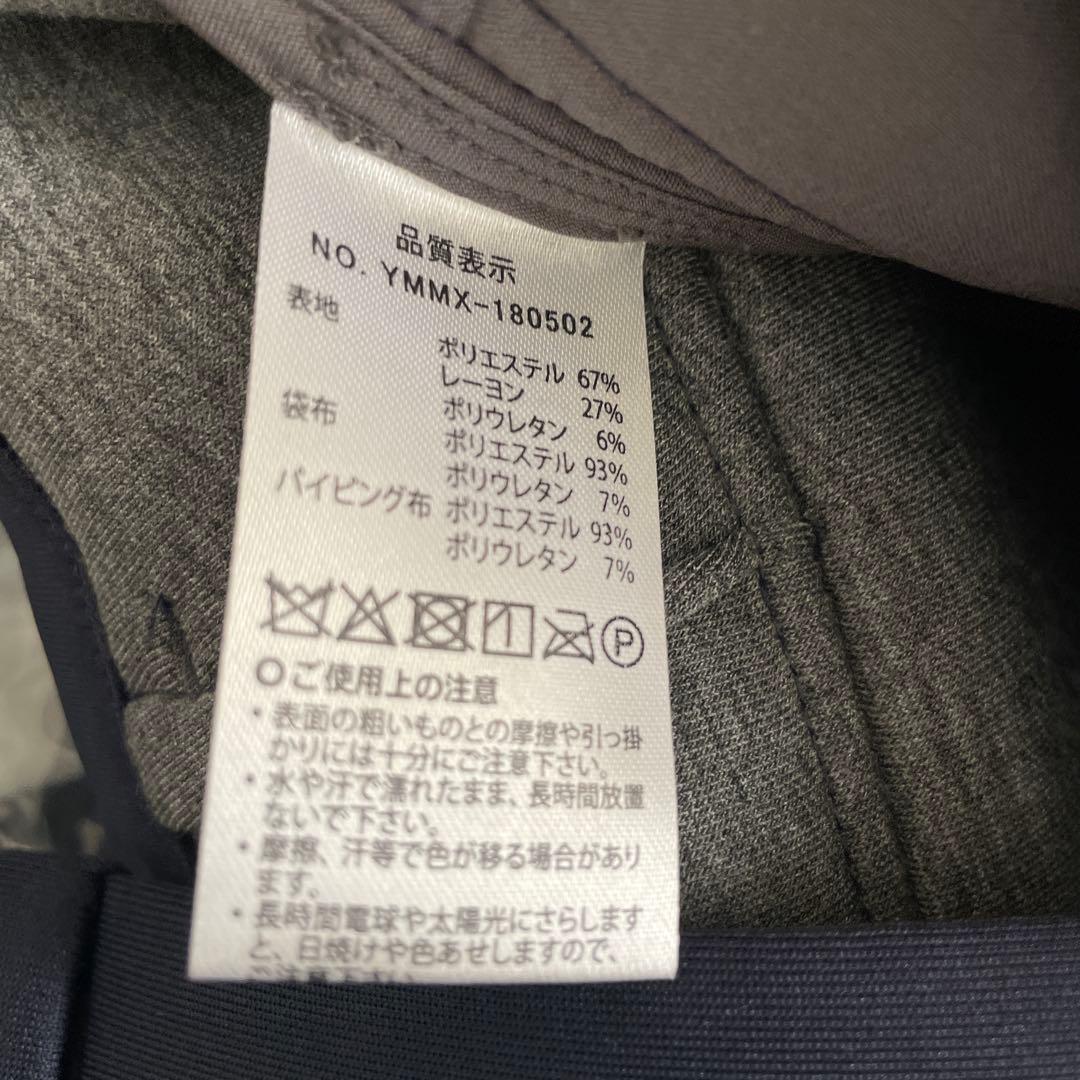 品質表示
NO. YMMX-180502
表地 ポリエステル 67%
レーヨン 27%
ポリウレタン 6%
袋布 ポリエステル 93%
ポリウレタン 7%
パイピング布 ポリエステル 93%
ポリウレタン 7%
P
○ご使用上の注意
・表面の粗いものとの摩擦や引っ掛
かりには十分にご注意下さい。
・水や汗で濡れたまま、長時間放置
ないで下さい。
・摩擦、汗等で色が移る場合があり
ます。
・長時間電球や太陽光にさらします
と、日焼けや色あせしますので、
ご注意下さい